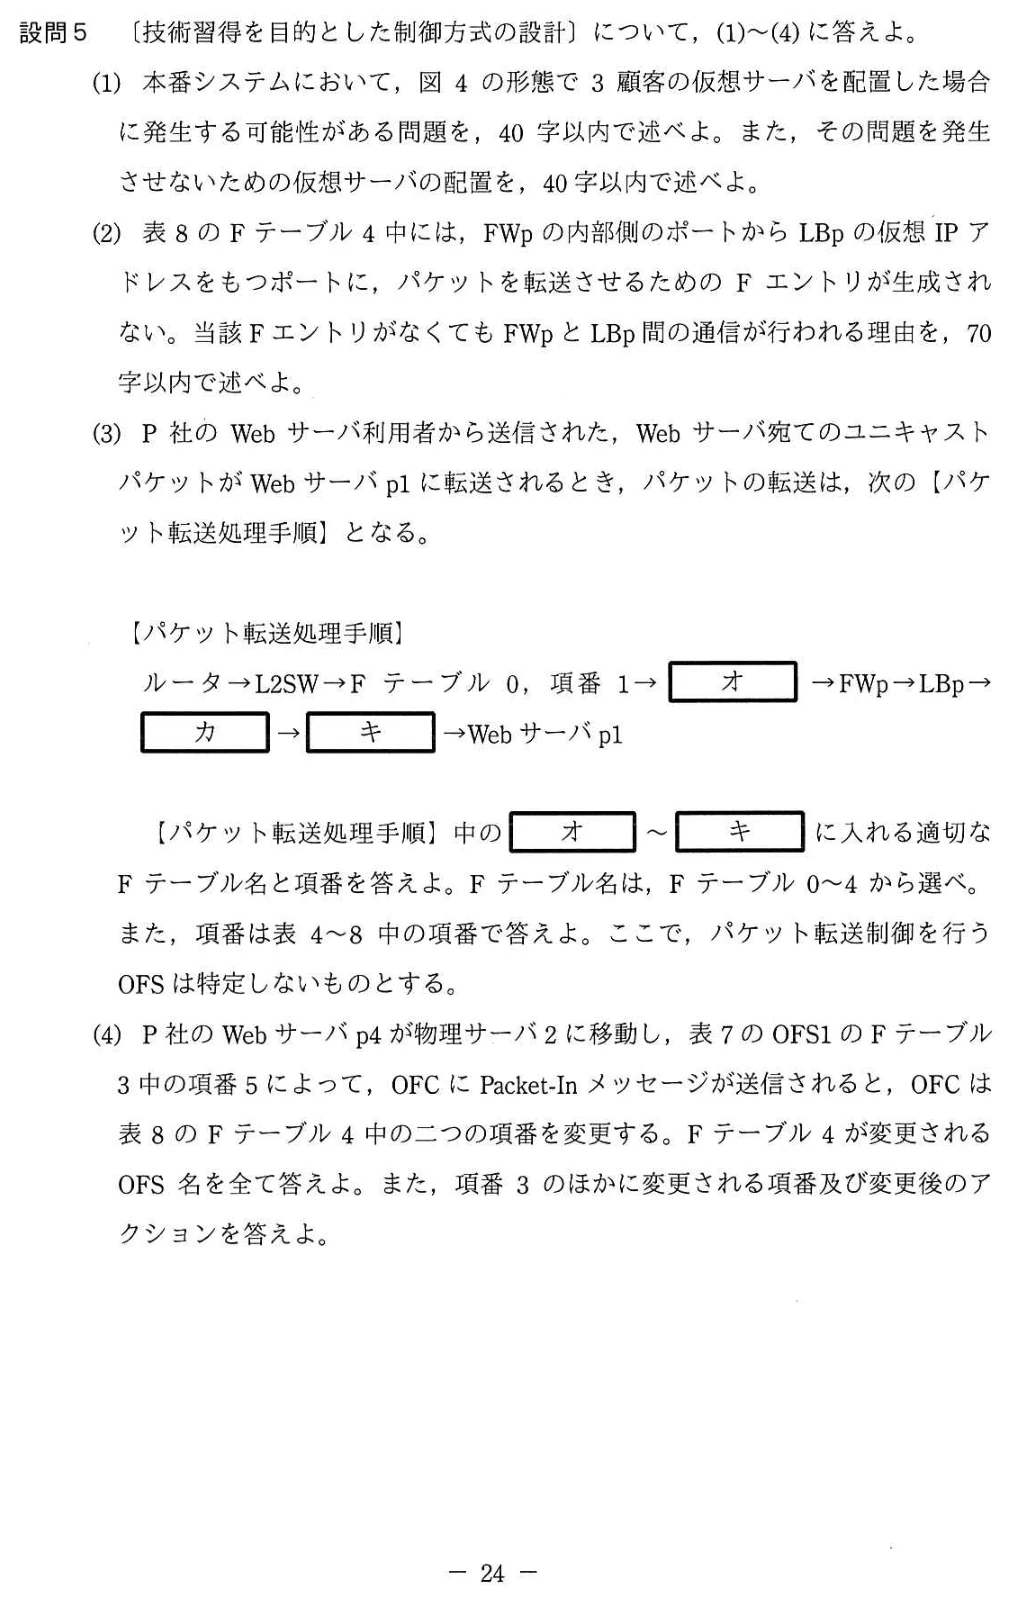 設問5 〔技術習得を目的とした制御方式の設計〕について，(1)～(4)に答えよ。
(1) 本番システムにおいて，図 4 の形態で 3 顧客の仮想サーバを配置した場合
に発生する可能性がある問題を，40 字以内で述べよ。また，その問題を発生
させないための仮想サーバの配置を，40字以内で述べよ。
(2) 表 8 の F テーブル 4 中には，FWp の内部側のポートから LBp の仮想 IP ア
ドレスをもつポートに，パケットを転送させるための F エントリが生成され
ない。当該 F エントリがなくても FWp と LBp 間の通信が行われる理由を，70
字以内で述べよ。
(3) P 社の Web サーバ利用者から送信された，Web サーバ宛てのユニキャスト
パケットが Web サーバ p1 に転送されるとき，パケットの転送は，次の【パケ
ット転送処理手順】となる。
【パケット転送処理手順】
ルータ→L2SW→F テーブル 0，項番 1→ オ →FWp→LBp→
カ → キ →Web サーバ p1
【パケット転送処理手順】中の オ ～ キ に入れる適切な
F テーブル名と項番を答えよ。F テーブル名は，F テーブル 0～4 から選べ。
また，項番は表 4～8 中の項番で答えよ。ここで，パケット転送制御を行う
OFS は特定しないものとする。
(4) P 社の Web サーバ p4 が物理サーバ 2 に移動し，表 7 の OFS1 の F テーブル
3 中の項番 5 によって，OFC に Packet-In メッセージが送信されると，OFC は
表 8 の F テーブル 4 中の二つの項番を変更する。F テーブル 4 が変更される
OFS 名を全て答えよ。また，項番 3 のほかに変更される項番及び変更後のア
クションを答えよ。
－ 24 －